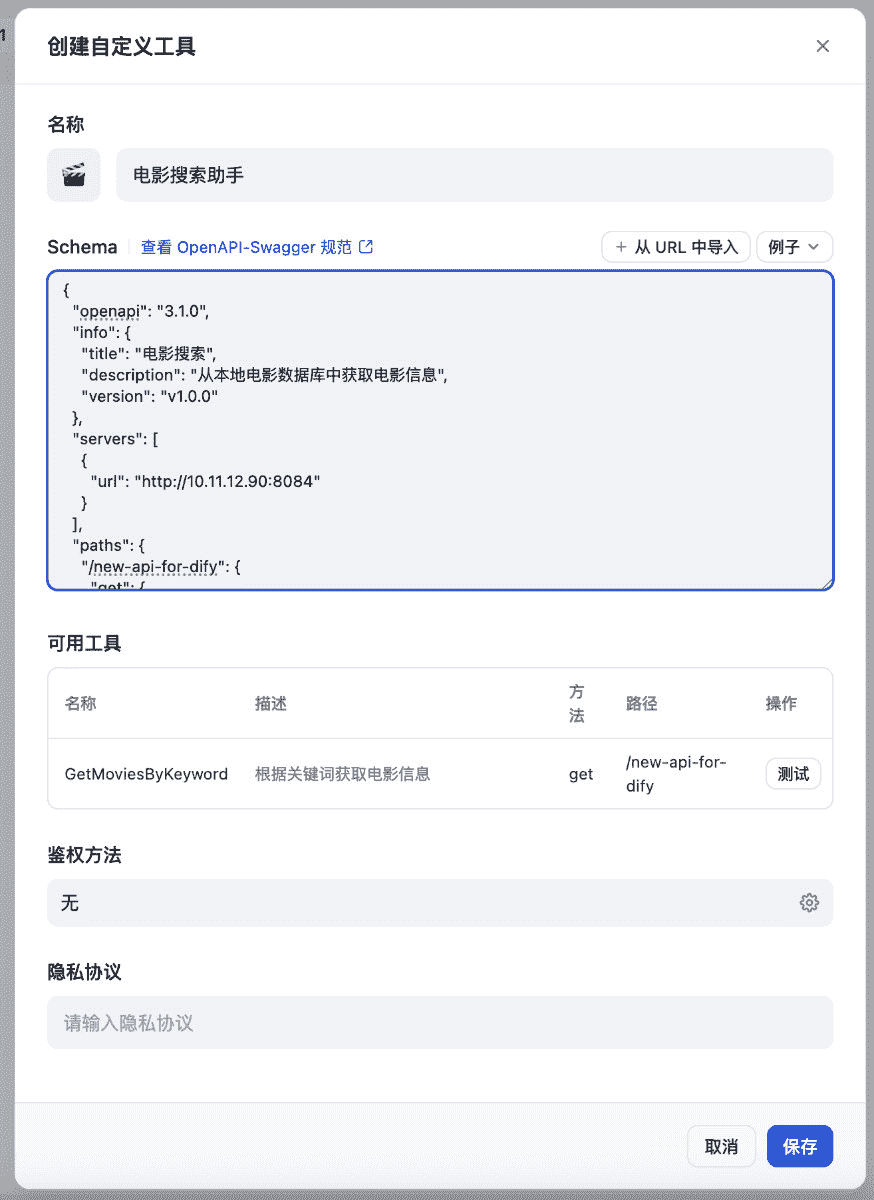 1
创建自定义工具
名称
电影搜索助手
Schema
查看 OpenAPI-Swagger 规范
+ 从 URL 中导入
例子
{
"openapi": "3.1.0",
"info": {
"title": "电影搜索",
"description": "从本地电影数据库中获取电影信息",
"version": "v1.0.0"
},
"servers": [
{
"url": "http://10.11.12.90:8084"
}
],
"paths": {
"/new-api-for-dify": {
"get": {
可用工具
名称 描述 方法 路径 操作
GetMoviesByKeyword 根据关键词获取电影信息 get /new-api-for-dify 测试
鉴权方法
无
隐私协议
请输入隐私协议
取消 保存